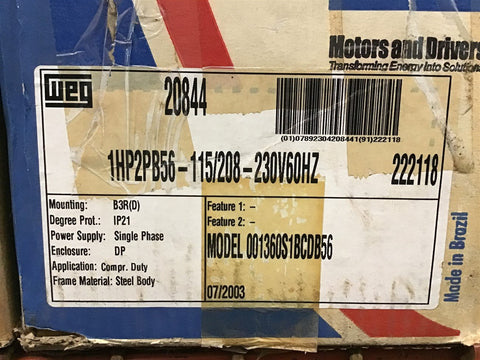 Motors and Drives
Transforming Energy Into Solutions
WEG
20844
(01)07892304208441(91)222118
1HP2PB56-115/208-230V60HZ
222118
Mounting: B3R(D)
Degree Prot.: IP21
Power Supply: Single Phase
Enclosure: DP
Application: Compr. Duty
Frame Material: Steel Body
Feature 1: -
Feature 2: -
MODEL 001360S1BCDB56
07/2003
Made in Brazil